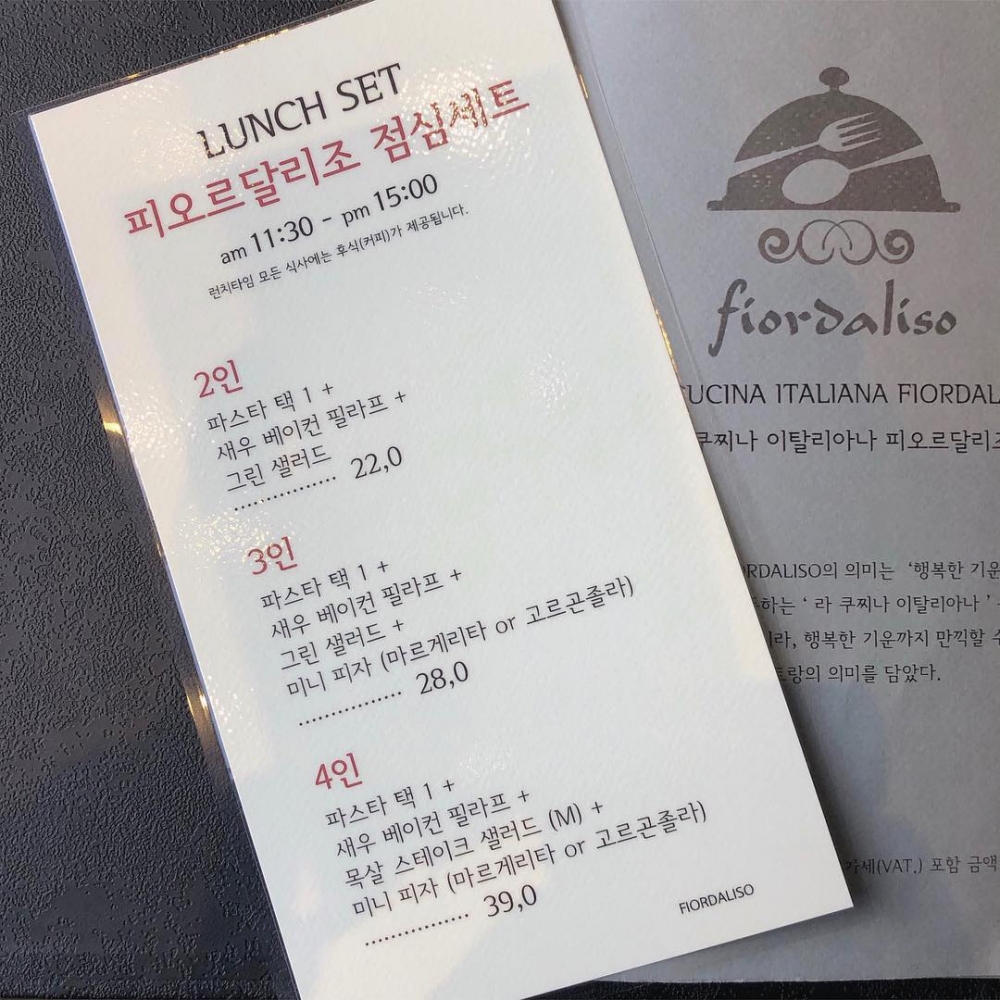 LUNCH SET
피오르달리조 점심세트
am 11:30 - pm 15:00
런치타임 모든 식사에는 후식(커피)가 제공됩니다.
2인
파스타 택 1 +
새우 베이컨 필라프 +
그린 샐러드
................ 22,0
3인
파스타 택 1 +
새우 베이컨 필라프 +
그린 샐러드 +
미니 피자 (마르게리타 or 고르곤졸라)
................ 28,0
4인
파스타 택 1 +
새우 베이컨 필라프 +
목살 스테이크 샐러드 (M) +
미니 피자 (마르게리타 or 고르곤졸라)
................ 39,0
FIORDALISO
fiordaliso
UCINA ITALIANA FIORDAL
쿠찌나 이탈리아나 피오르달리조
RDALISO의 의미는 '행복한 기운
하는 ' 라 쿠찌나 이탈리아나 '
라, 행복한 기운까지 만끽할 수
토랑의 의미를 담았다.
가세(VAT.) 포함 금액